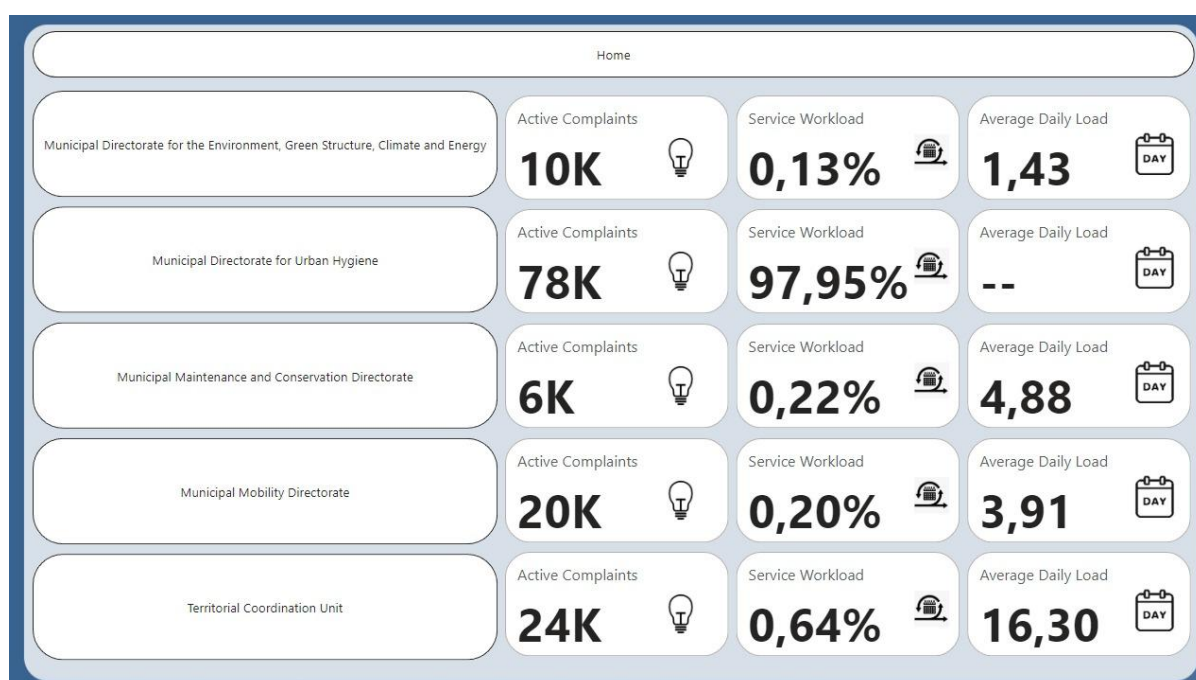 Home
Municipal Directorate for the Environment, Green Structure, Climate and Energy
Active Complaints
10K
Service Workload
0,13%
Average Daily Load
1,43
DAY
Municipal Directorate for Urban Hygiene
Active Complaints
78K
Service Workload
97,95%
Average Daily Load
--
DAY
Municipal Maintenance and Conservation Directorate
Active Complaints
6K
Service Workload
0,22%
Average Daily Load
4,88
DAY
Municipal Mobility Directorate
Active Complaints
20K
Service Workload
0,20%
Average Daily Load
3,91
DAY
Territorial Coordination Unit
Active Complaints
24K
Service Workload
0,64%
Average Daily Load
16,30
DAY